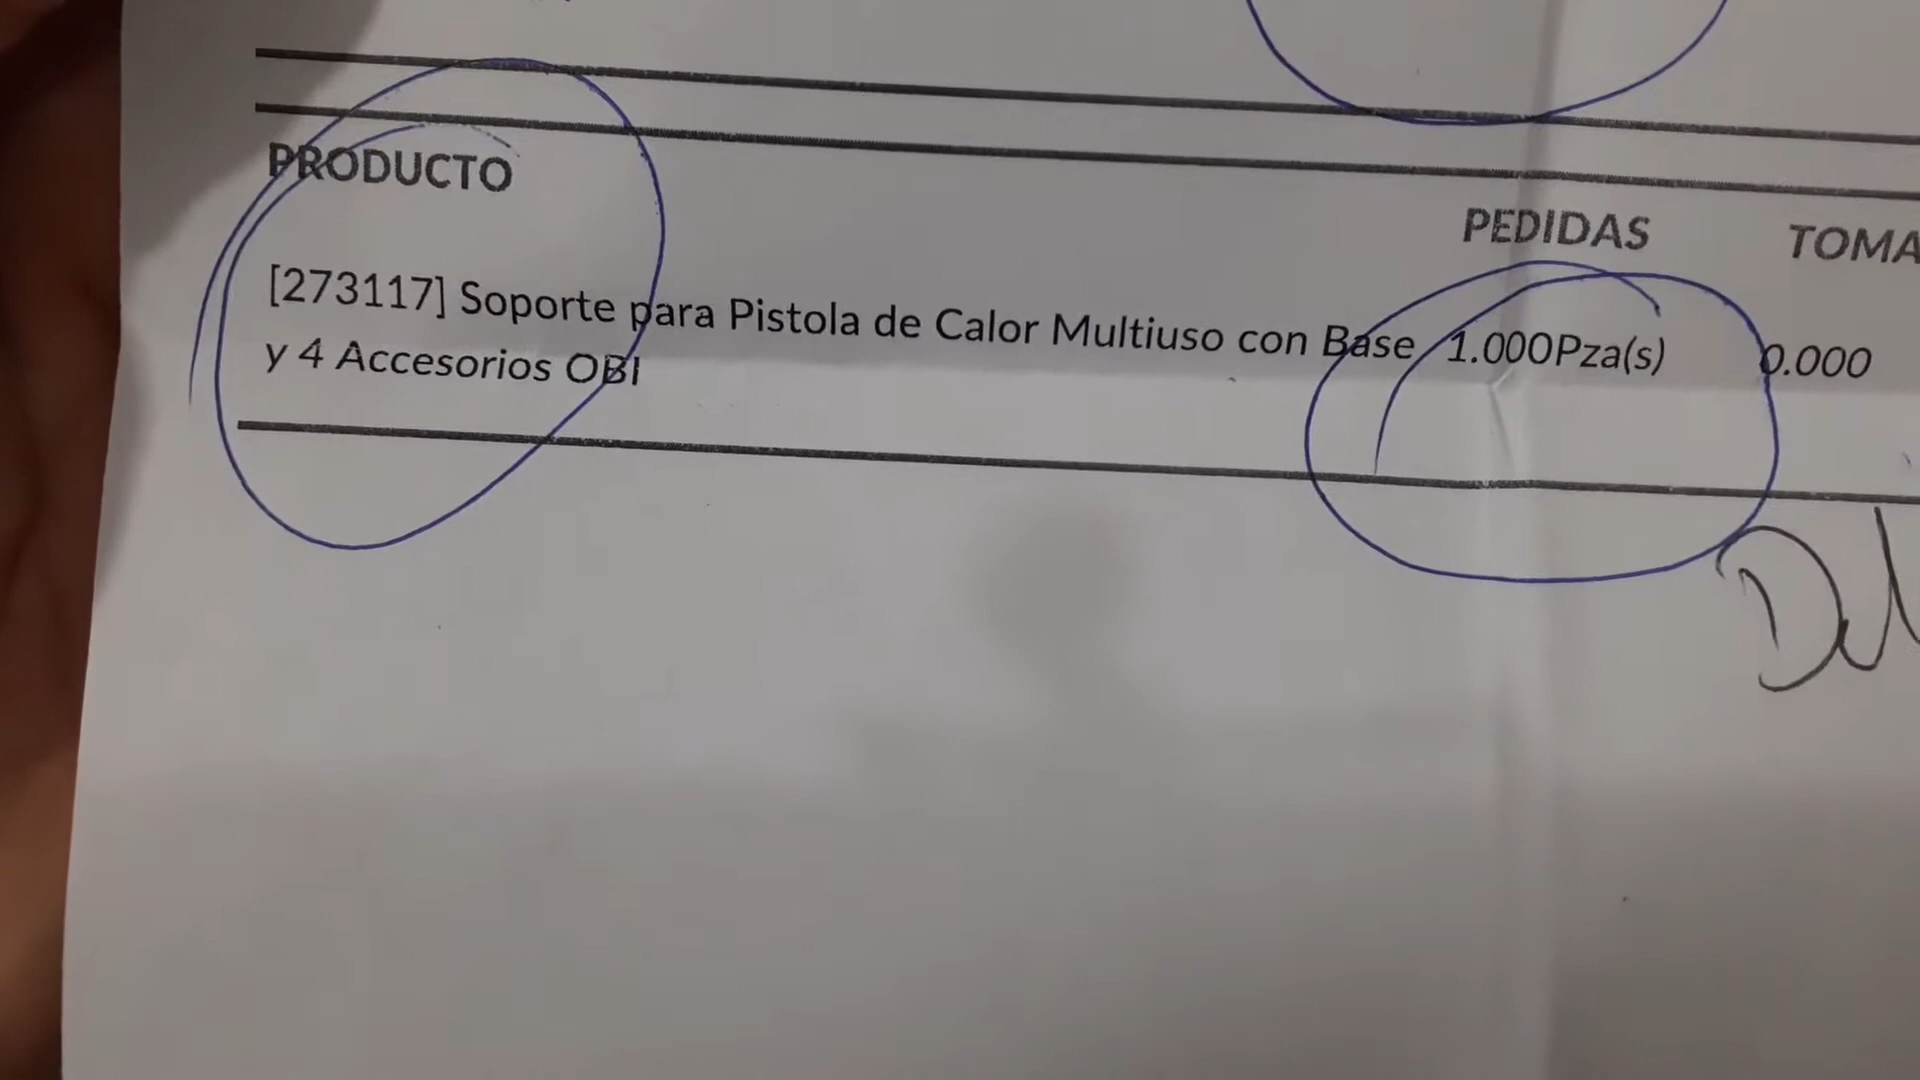 PRODUCTO PEDIDAS TOMA
[273117] Soporte para Pistola de Calor Multiuso con Base 1.000Pza(s) 0.000
y 4 Accesorios OBI